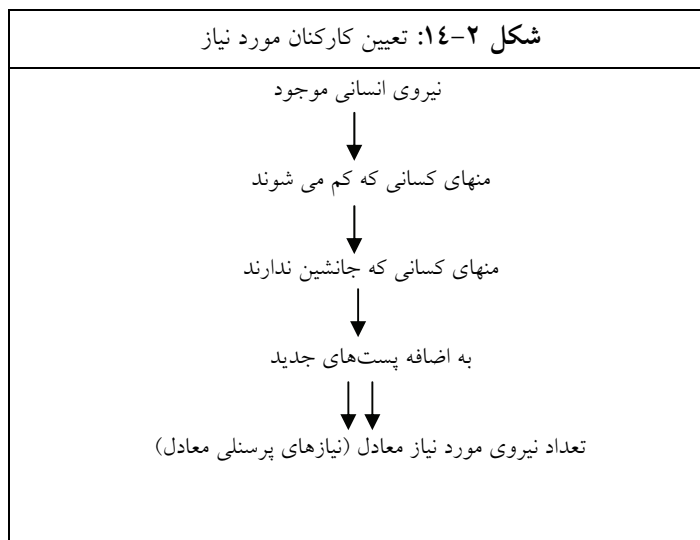 شکل ۲-۱٤: تعیین کارکنان مورد نیاز
نیروی انسانی موجود
منهای کسانی که کم می شوند
منهای کسانی که جانشین ندارند
به اضافه پست‌های جدید
تعداد نیروی مورد نیاز معادل (نیازهای پرسنلی معادل)